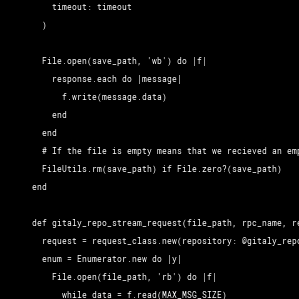 timeout: timeout
)
File.open(save_path, 'wb') do |f|
response.each do |message|
f.write(message.data)
end
end
# If the file is empty means that we recieved an emp
FileUtils.rm(save_path) if File.zero?(save_path)
end
def gitaly_repo_stream_request(file_path, rpc_name, re
request = request_class.new(repository: @gitaly_repo
enum = Enumerator.new do |y|
File.open(file_path, 'rb') do |f|
while data = f.read(MAX_MSG_SIZE)